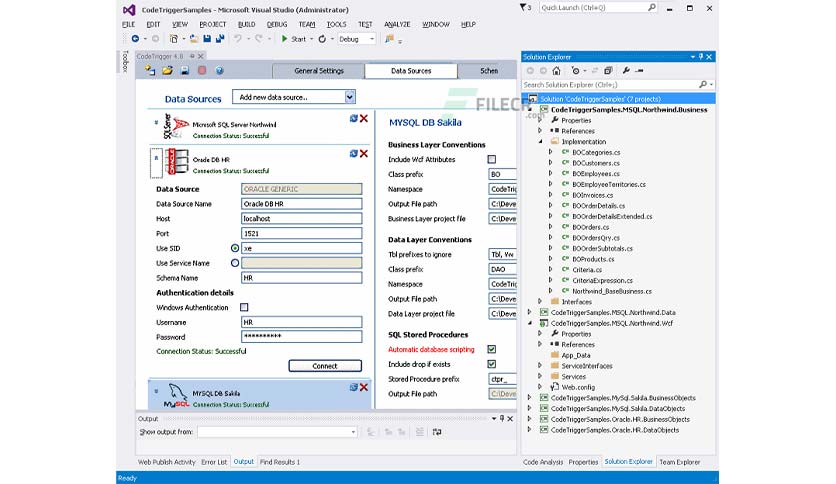 CodeTriggerSamples - Microsoft Visual Studio (Administrator)
3
Quick Launch (Ctrl+Q)
FILE EDIT VIEW PROJECT BUILD DEBUG TEAM TOOLS TEST ANALYZE WINDOW HELP
Start Debug
Toolbox
CodeTrigger 4.8
General Settings Data Sources Schem
Data Sources Add new data source..
SQL Server
Microsoft SQL Server Northwind
Connection Status: Successful
ORACLE
Oracle DB HR
Connection Status: Successful
Data Source ORACLE GENERIC
Data Source Name Oracle DB HR
Host localhost
Port 1521
Use SID xe
Use Service Name
Schema Name HR
Authentication details
Windows Authentication
Username HR
Password **********
Connection Status: Successful
Connect
MySQL
MYSQL DB Sakila
Connection Status: Successful
FILECR
.com
MYSQL DB Sakila
Business Layer Conventions
Include Wcf Attributes
Class prefix BO
Namespace CodeTrig
Output File path C:\Deve
Business Layer project file C:\Deve
Data Layer Conventions
Tbl prefixes to ignore Tbl, Vw
Class prefix DAO
Namespace CodeTrig
Output File path C:\Deve
Data Layer project file C:\Deve
SQL Stored Procedures
Automatic database scripting
Include drop if exists
Stored Procedure prefix ctpr_
Output File path C:\Deve
Output
Show output from:
Web Publish Activity Error List Output Find Results 1
Solution Explorer
Search Solution Explorer (Ctrl+;)
Solution 'CodeTriggerSamples' (7 projects)
CodeTriggerSamples.MSQL.Northwind.Business
Properties
References
Implementation
BOCategories.cs
BOCustomers.cs
BOEmployees.cs
BOEmployeeTerritories.cs
BOInvoices.cs
BOOrderDetails.cs
BOOrderDetailsExtended.cs
BOOrders.cs
BOOrdersQry.cs
BOOrderSubtotals.cs
BOProducts.cs
Criteria.cs
CriteriaExpression.cs
Northwind_BaseBusiness.cs
Interfaces
CodeTriggerSamples.MSQL.Northwind.Data
CodeTriggerSamples.MSQL.Northwind.Wcf
Properties
References
App_Data
ServiceInterfaces
Services
Web.config
CodeTriggerSamples.MySql.Sakila.BusinessObjects
CodeTriggerSamples.MySql.Sakila.DataObjects
CodeTriggerSamples.Oracle.HR.BusinessObjects
CodeTriggerSamples.Oracle.HR.DataObjects
Code Analysis Properties Solution Explorer Team Explorer
Ready